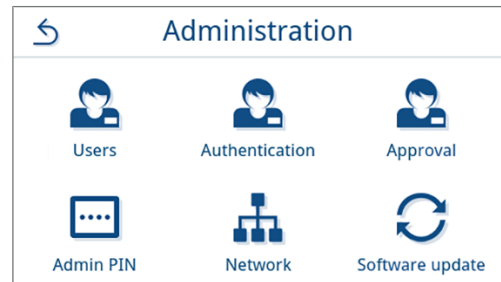 Administration
Users Authentication Approval
Admin PIN Network Software update